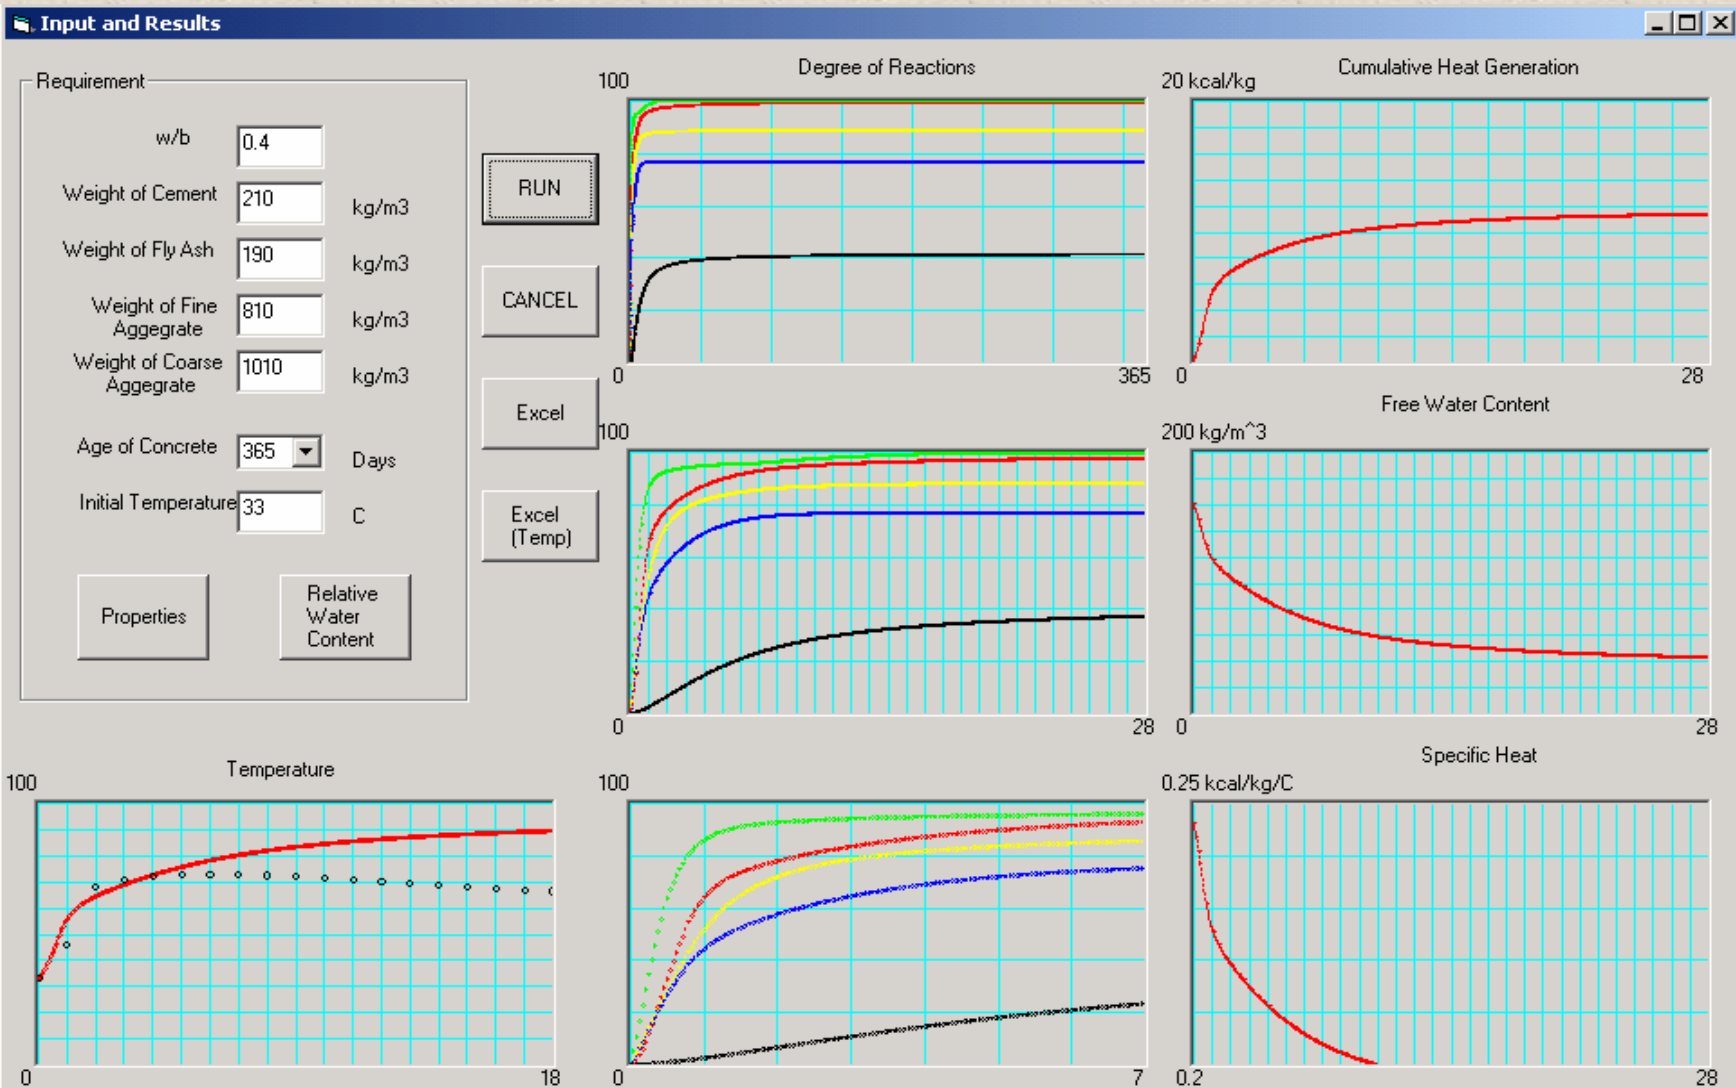 Input and Results
Requirement
w/b
0.4
Weight of Cement
210
kg/m3
Weight of Fly Ash
190
kg/m3
Weight of Fine
Aggegrate
810
kg/m3
Weight of Coarse
Aggegrate
1010
kg/m3
Age of Concrete
365
Days
Initial Temperature
33
C
Properties
Relative
Water
Content
RUN
CANCEL
Excel
Excel
(Temp)
Degree of Reactions
100
0
365
100
0
28
100
0
7
Cumulative Heat Generation
20 kcal/kg
0
28
Free Water Content
200 kg/m^3
0
28
Specific Heat
0.25 kcal/kg/C
0.2
28
Temperature
100
0
18